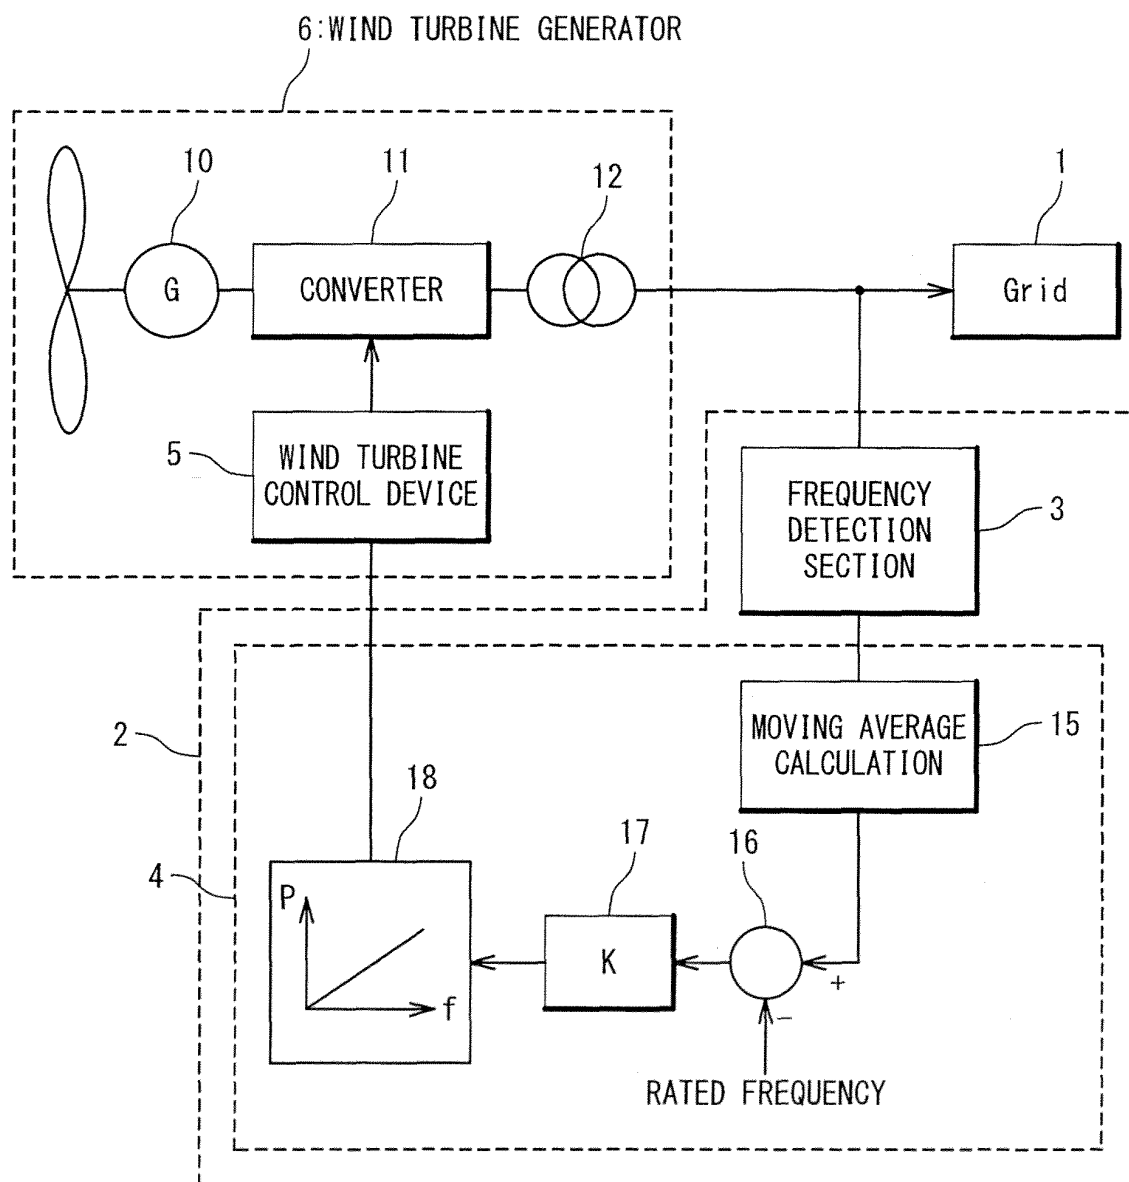 6:WIND TURBINE GENERATOR
10
11
12
1
G
CONVERTER
Grid
5
WIND TURBINE
CONTROL DEVICE
FREQUENCY
DETECTION
SECTION
3
2
MOVING AVERAGE
CALCULATION
15
18
17
16
4
P
f
K
+
-
RATED FREQUENCY